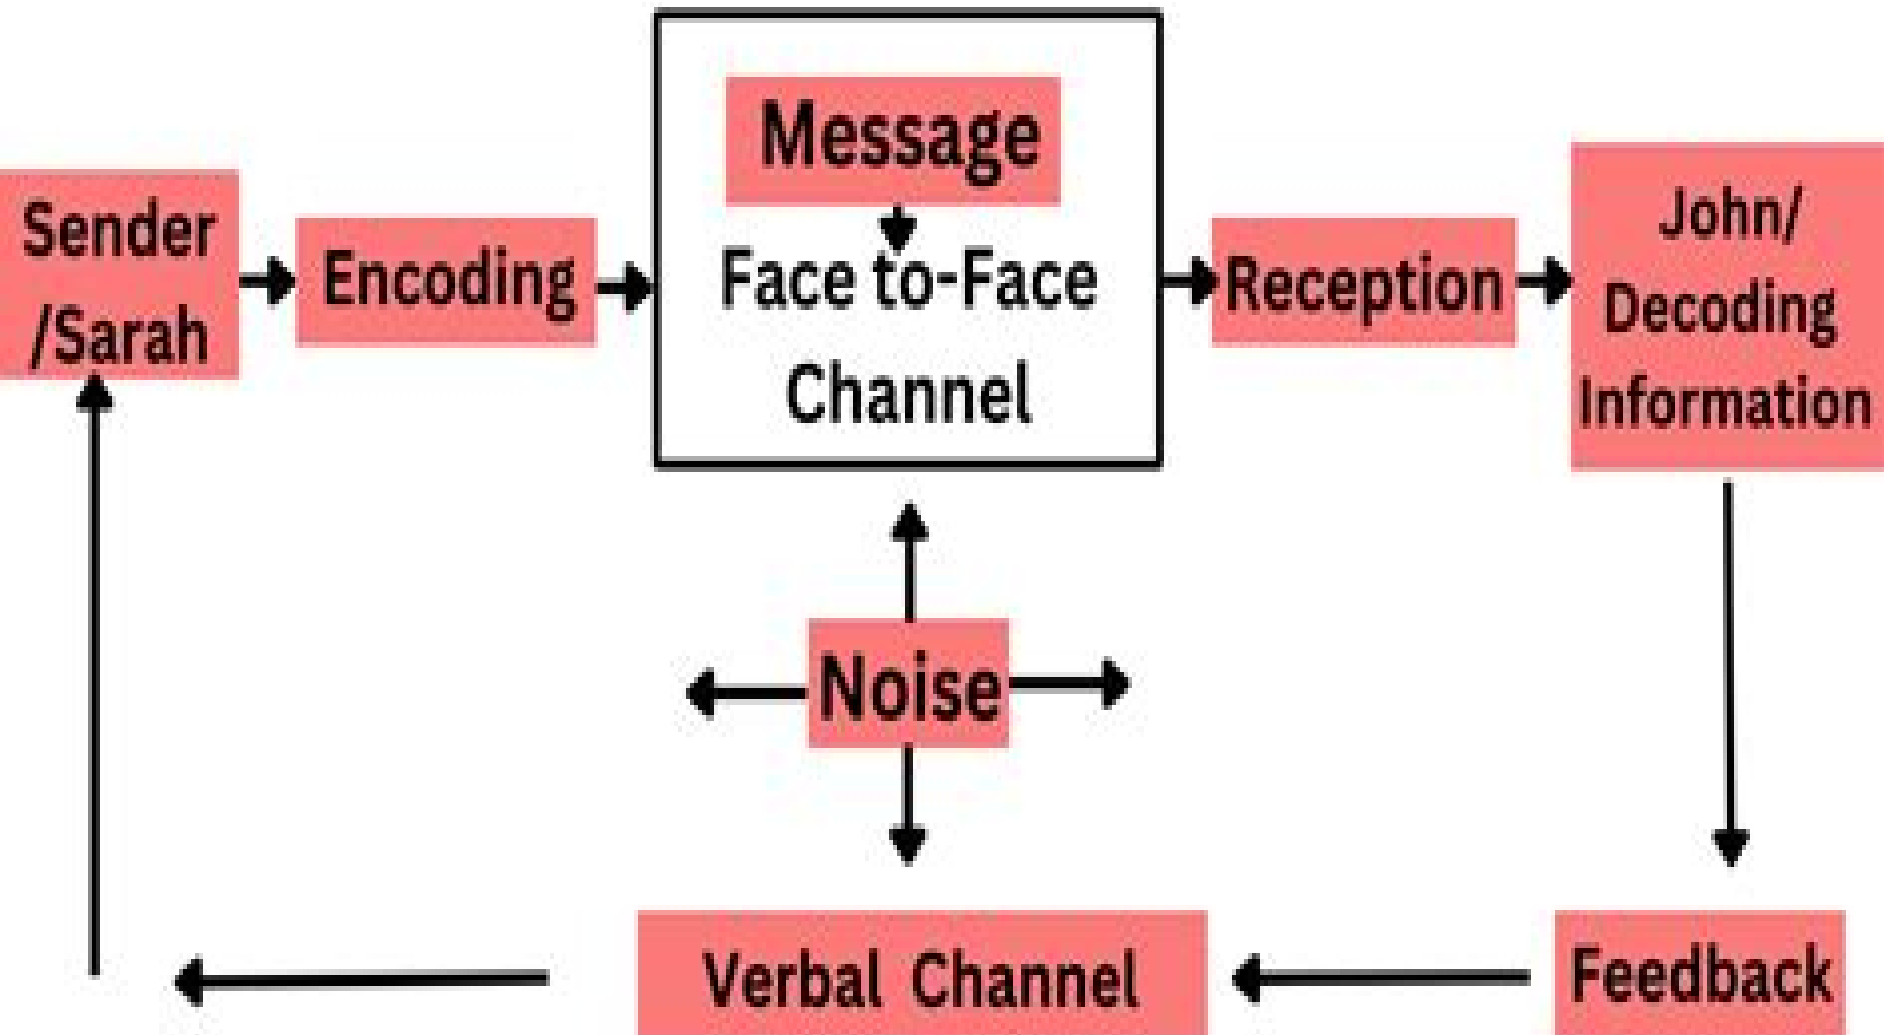 Sender
/Sarah
Encoding
Message
Face to-Face
Channel
Reception
John/
Decoding
Information
Noise
Verbal Channel
Feedback